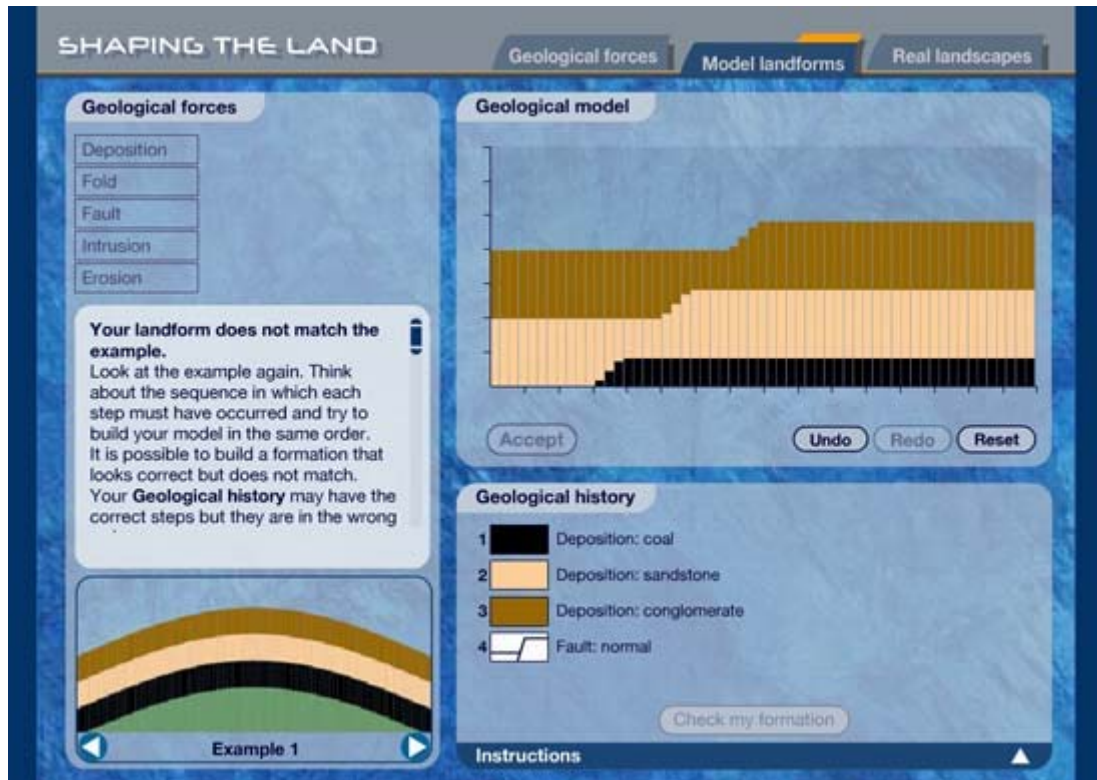 SHAPING THE LAND
Geological forces
Model landforms
Real landscapes
Geological forces
Deposition
Fold
Fault
Intrusion
Erosion
Your landform does not match the
example.
Look at the example again. Think
about the sequence in which each
step must have occurred and try to
build your model in the same order.
It is possible to build a formation that
looks correct but does not match.
Your Geological history may have the
correct steps but they are in the wrong
Example 1
Geological model
Accept
Undo
Redo
Reset
Geological history
1 Deposition: coal
2 Deposition: sandstone
3 Deposition: conglomerate
4 Fault: normal
Check my formation
Instructions